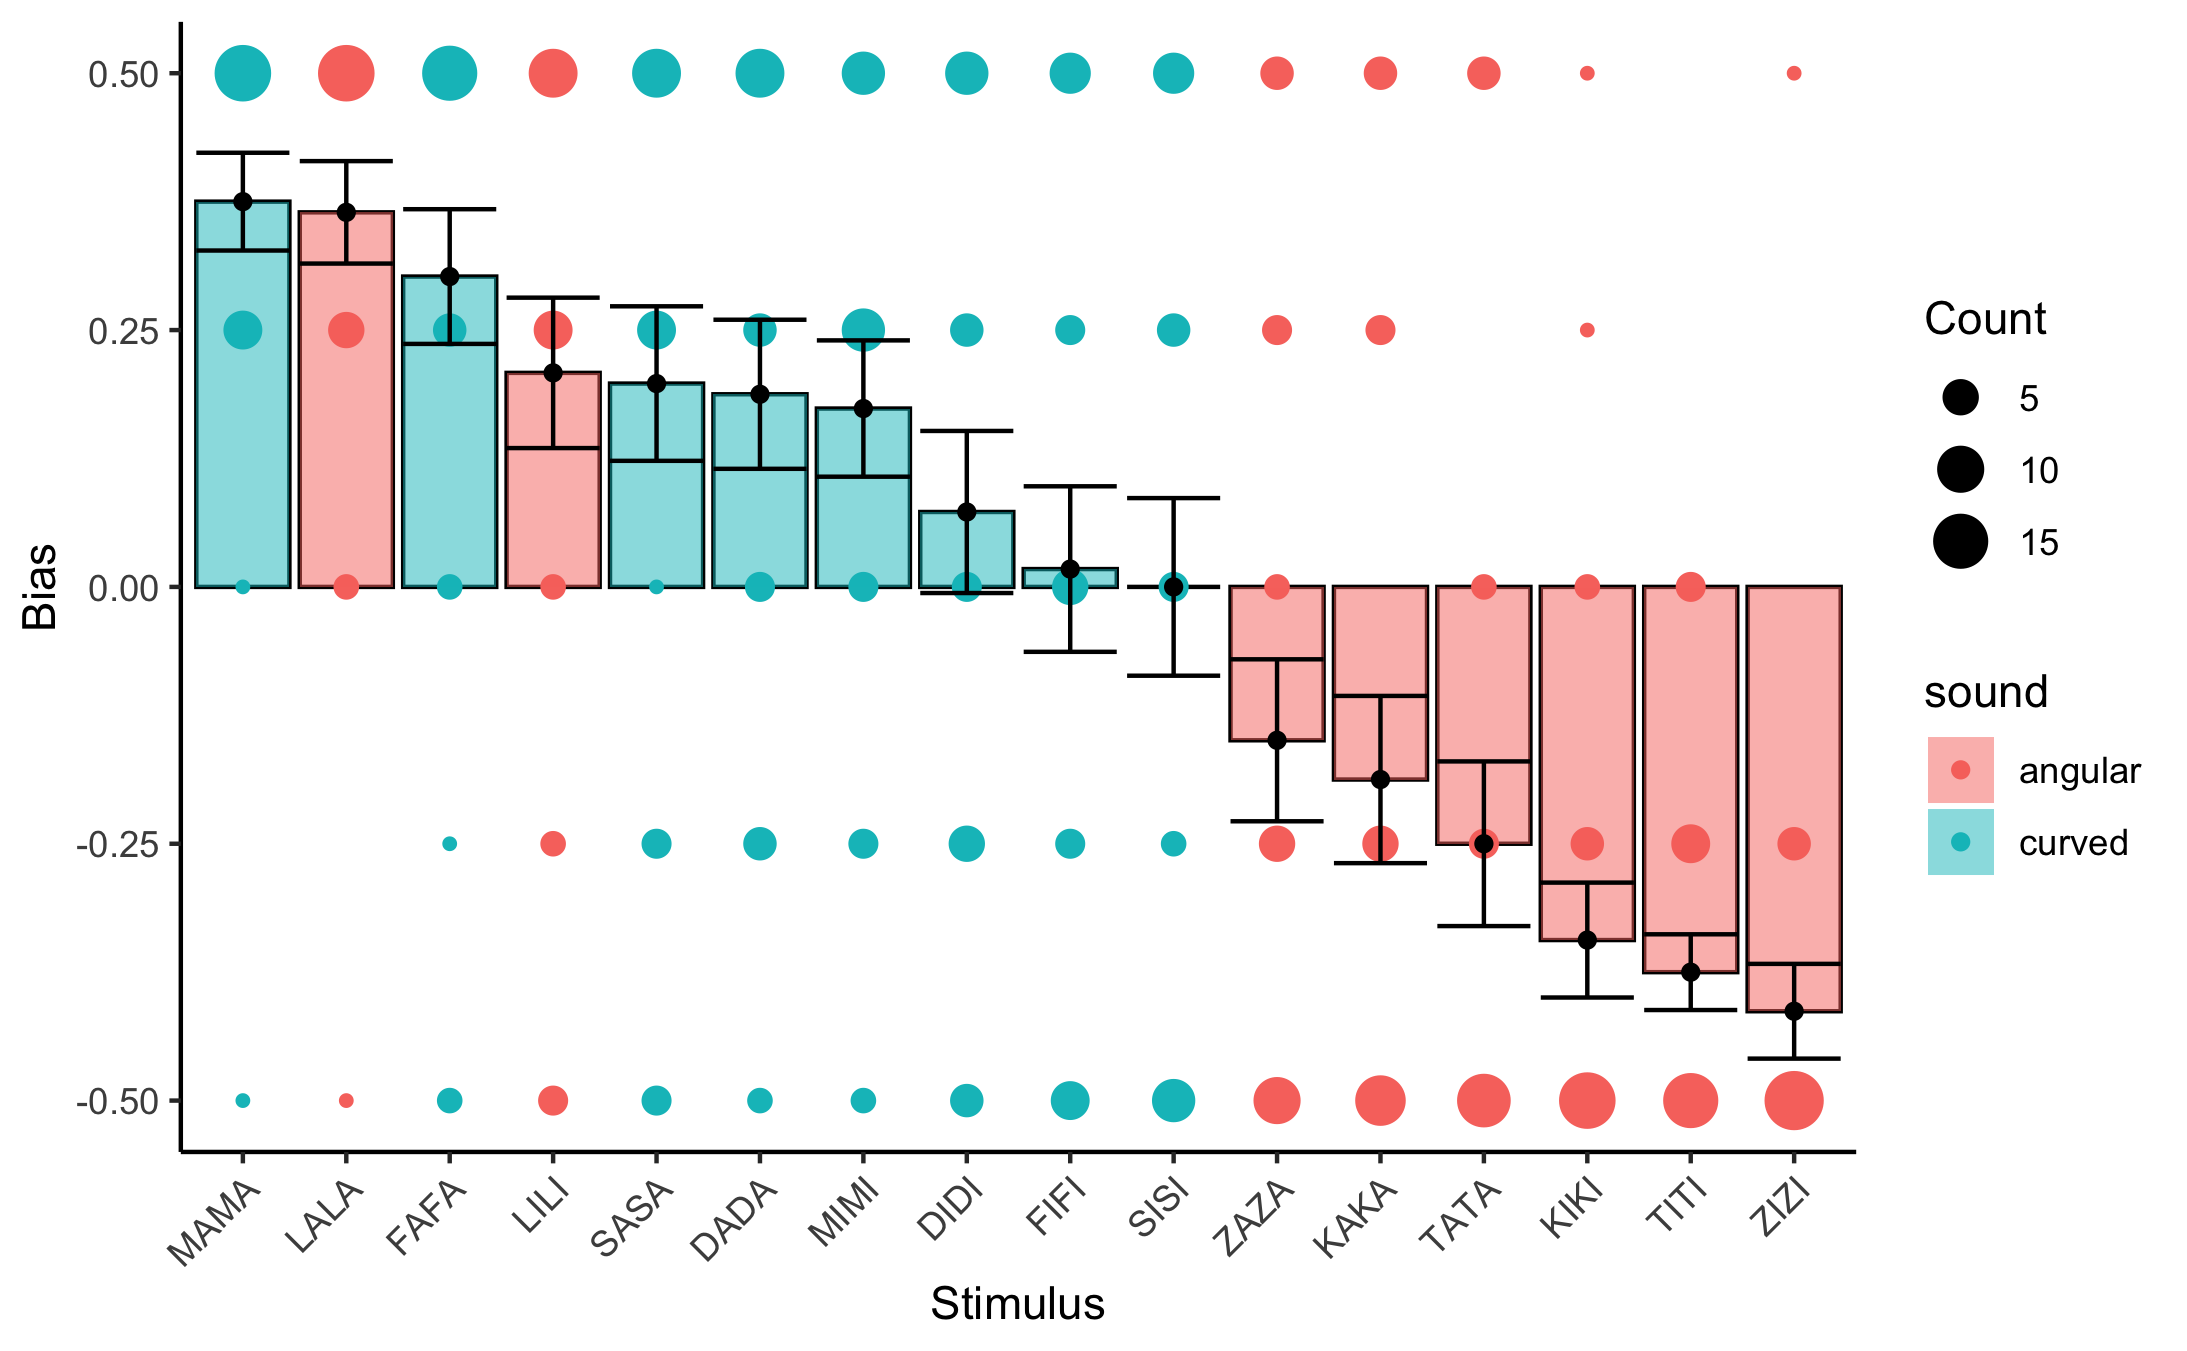 0.50
0.25
0.00
-0.25
-0.50
Bias
MAMA
LALA
FAFA
LILI
SASA
DADA
MIMI
DIDI
FIFI
SISI
ZAZA
KAKA
TATA
KIKI
TITI
ZIZI
Stimulus
Count
5
10
15
sound
angular
curved